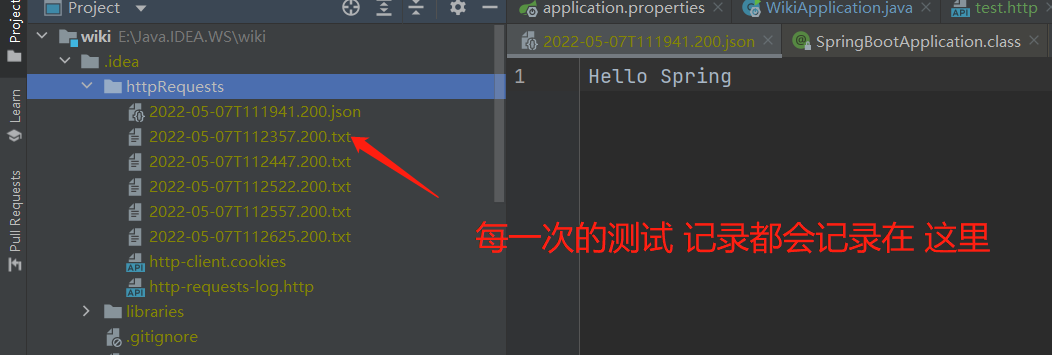 Project
application.properties
WikiApplication.java
test.http
wiki E:\Java.IDEA.WS\wiki
2022-05-07T111941.200.json
SpringBootApplication.class
.idea
httpRequests
1 Hello Spring
2022-05-07T111941.200.json
2022-05-07T112357.200.txt
2022-05-07T112447.200.txt
2022-05-07T112522.200.txt
2022-05-07T112557.200.txt
2022-05-07T112625.200.txt
http-client.cookies
http-requests-log.http
libraries
.gitignore
每一次的测试 记录都会记录在 这里
Project
Learn
Pull Requests